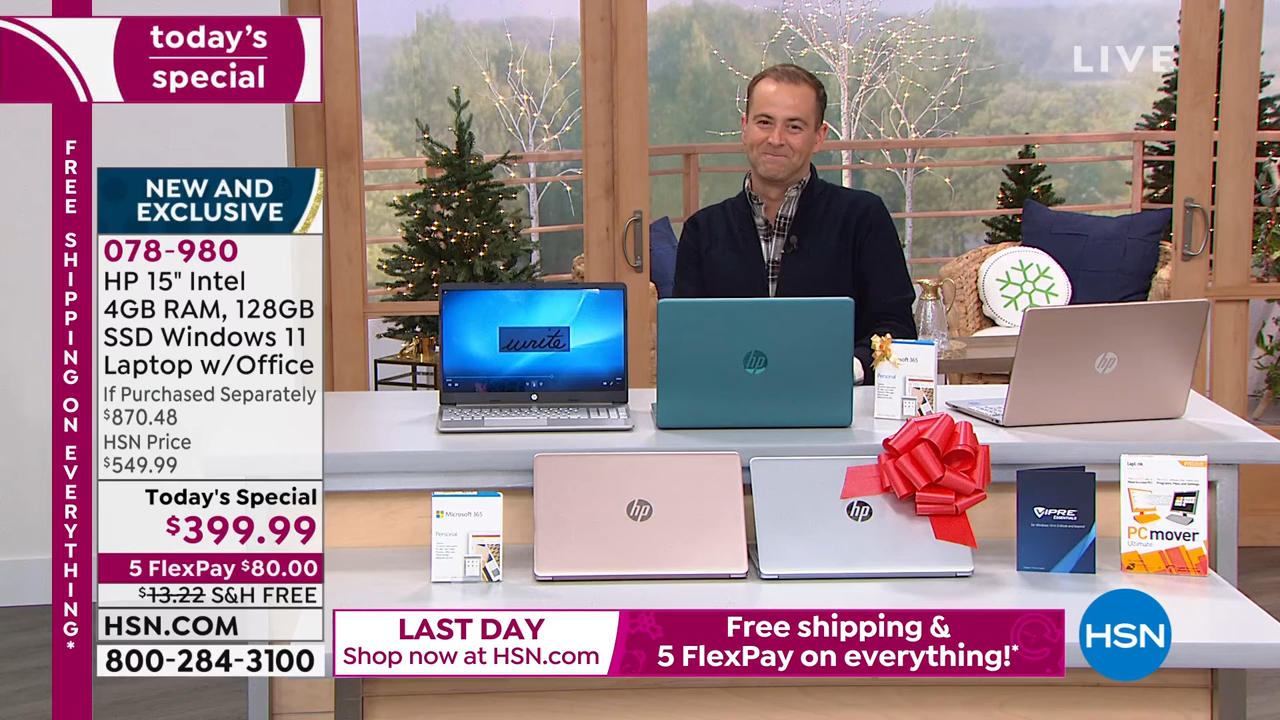 today's
special
LIVE
FREE SHIPPING ON EVERYTHING!*
NEW AND
EXCLUSIVE
078-980
HP 15" Intel
4GB RAM, 128GB
SSD Windows 11
Laptop w/Office
If Purchased Separately
$870.48
HSN Price
$549.99
Today's Special
$399.99
5 FlexPay $80.00
$13.22 S&H FREE
HSN.COM
800-284-3100
write
hp
hp
Microsoft 365
Personal
hp
hp
hp
Microsoft 365
Personal
VIPRE
ESSENTIALS
LapLink
PCmover
Ultimate
LAST DAY
Shop now at HSN.com
Free shipping &
5 FlexPay on everything!*
HSN